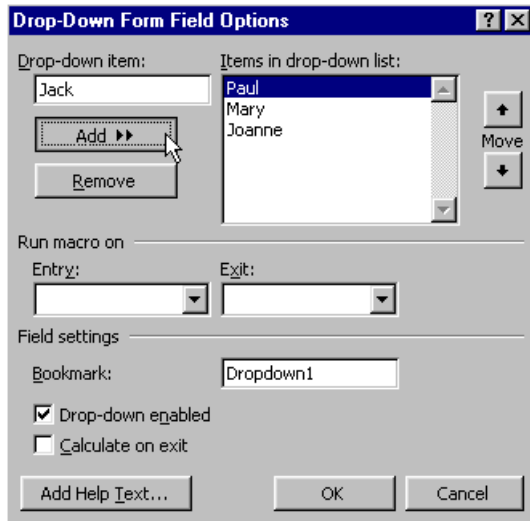 Drop-Down Form Field Options
Drop-down item: Items in drop-down list:
Jack
Paul
Mary
Joanne
Add
Remove
Move
Run macro on
Entry: Exit:
Field settings
Bookmark: Dropdown1
Drop-down enabled
Calculate on exit
Add Help Text... OK Cancel